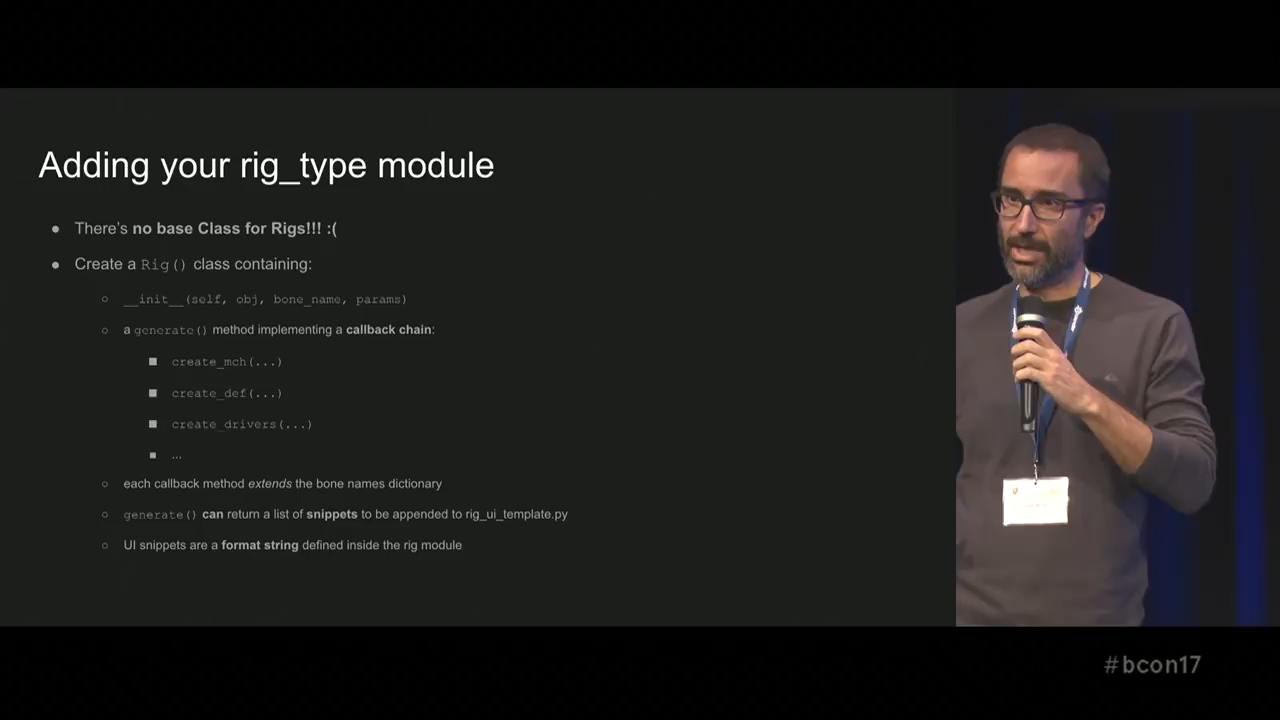 Adding your rig_type module
● There's no base Class for Rigs!!! :(
● Create a Rig() class containing:
○ __init__(self, obj, bone_name, params)
○ a generate() method implementing a callback chain:
■ create_mch(...)
■ create_def(...)
■ create_drivers(...)
■ ...
○ each callback method extends the bone names dictionary
○ generate() can return a list of snippets to be appended to rig_ui_template.py
○ UI snippets are a format string defined inside the rig module
#bcon17